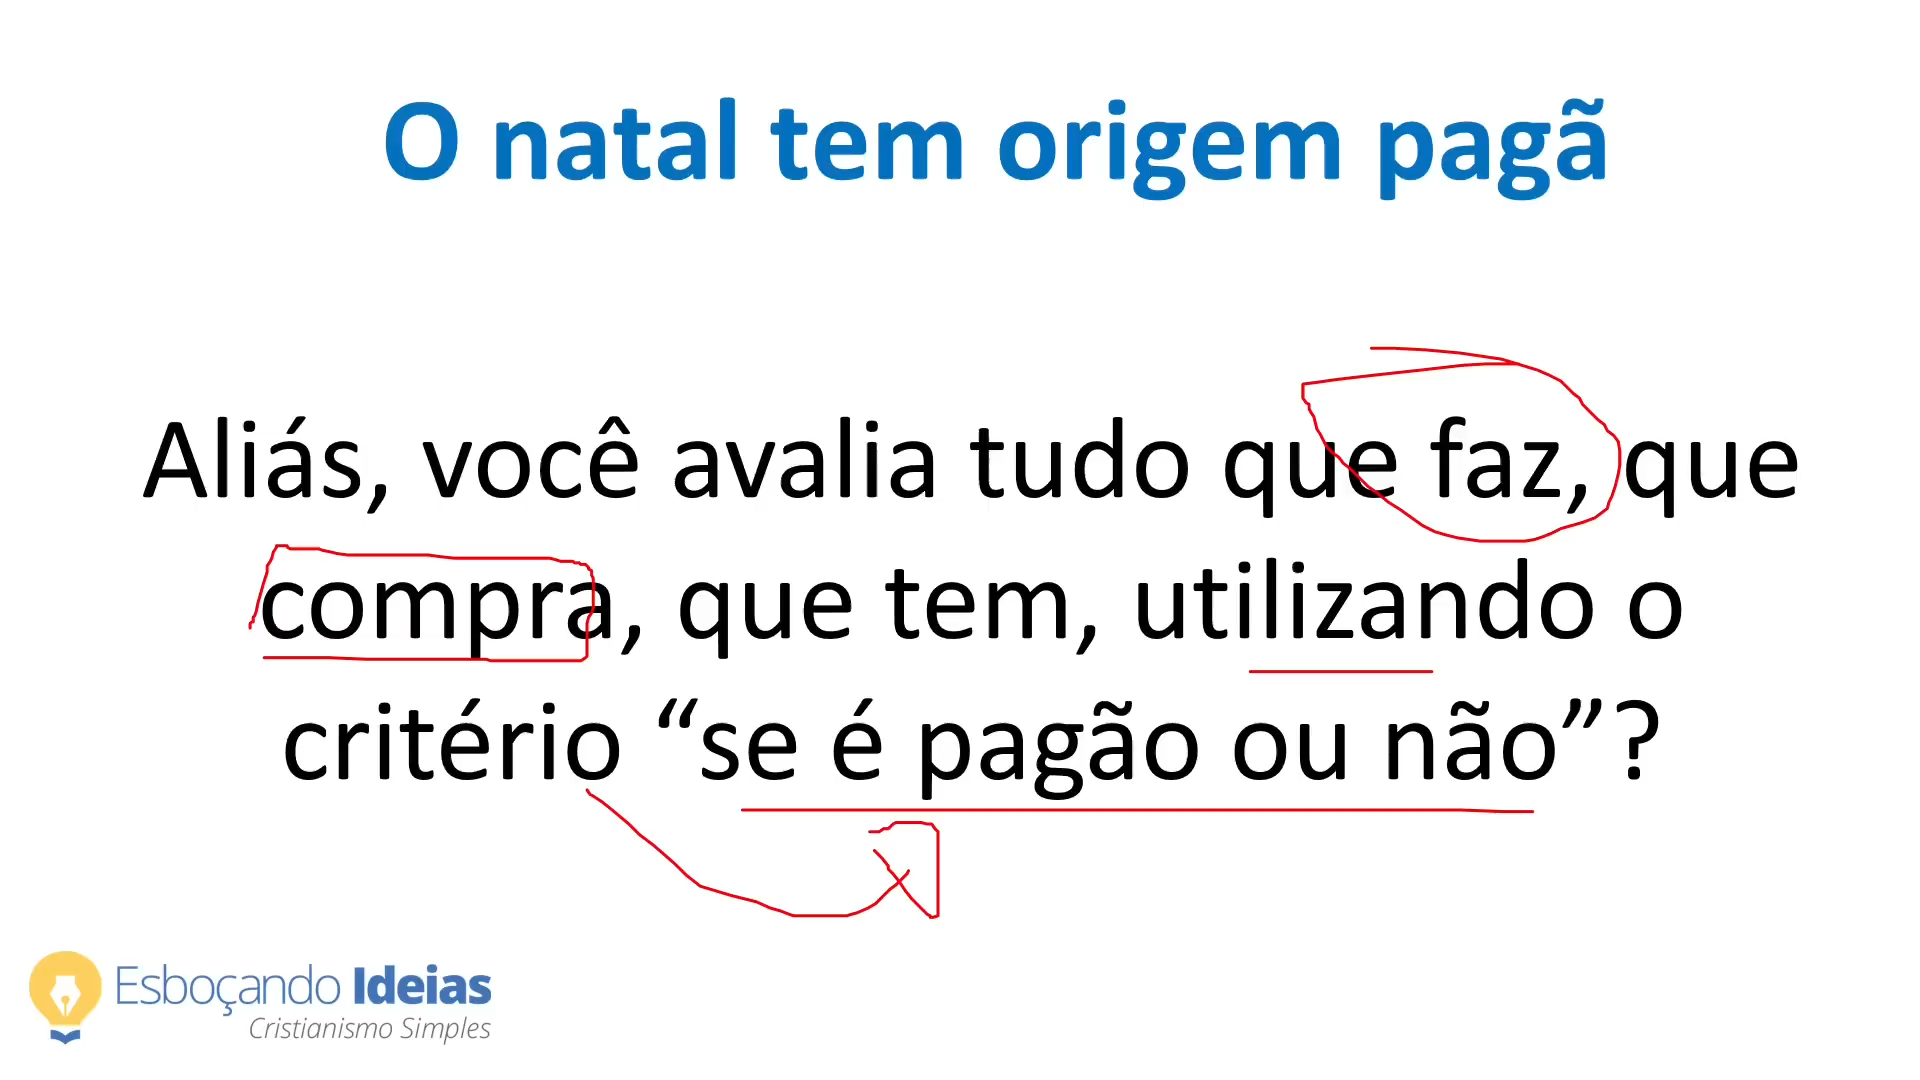 O natal tem origem pagã
Aliás, você avalia tudo que faz, que
compra, que tem, utilizando o
critério “se é pagão ou não”?
Esboçando Ideias
Cristianismo Simples